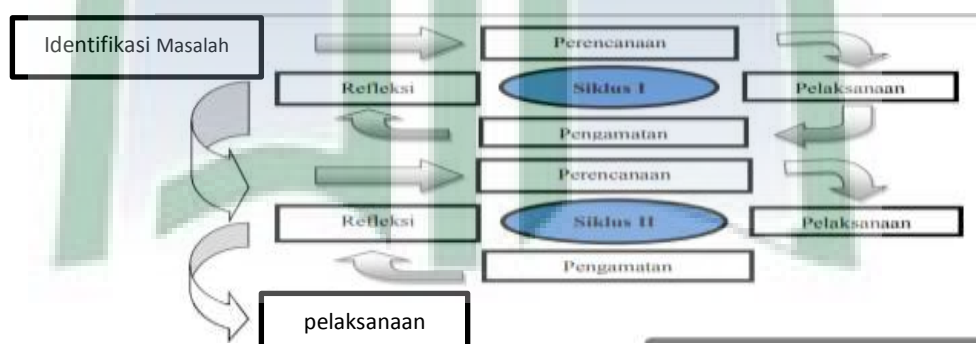 Identifikasi Masalah
Perencanaan
Refleksi
Siklus I
Pelaksanaan
Pengamatan
Perencanaan
Refleksi
Siklus II
Pelaksanaan
Pengamatan
pelaksanaan